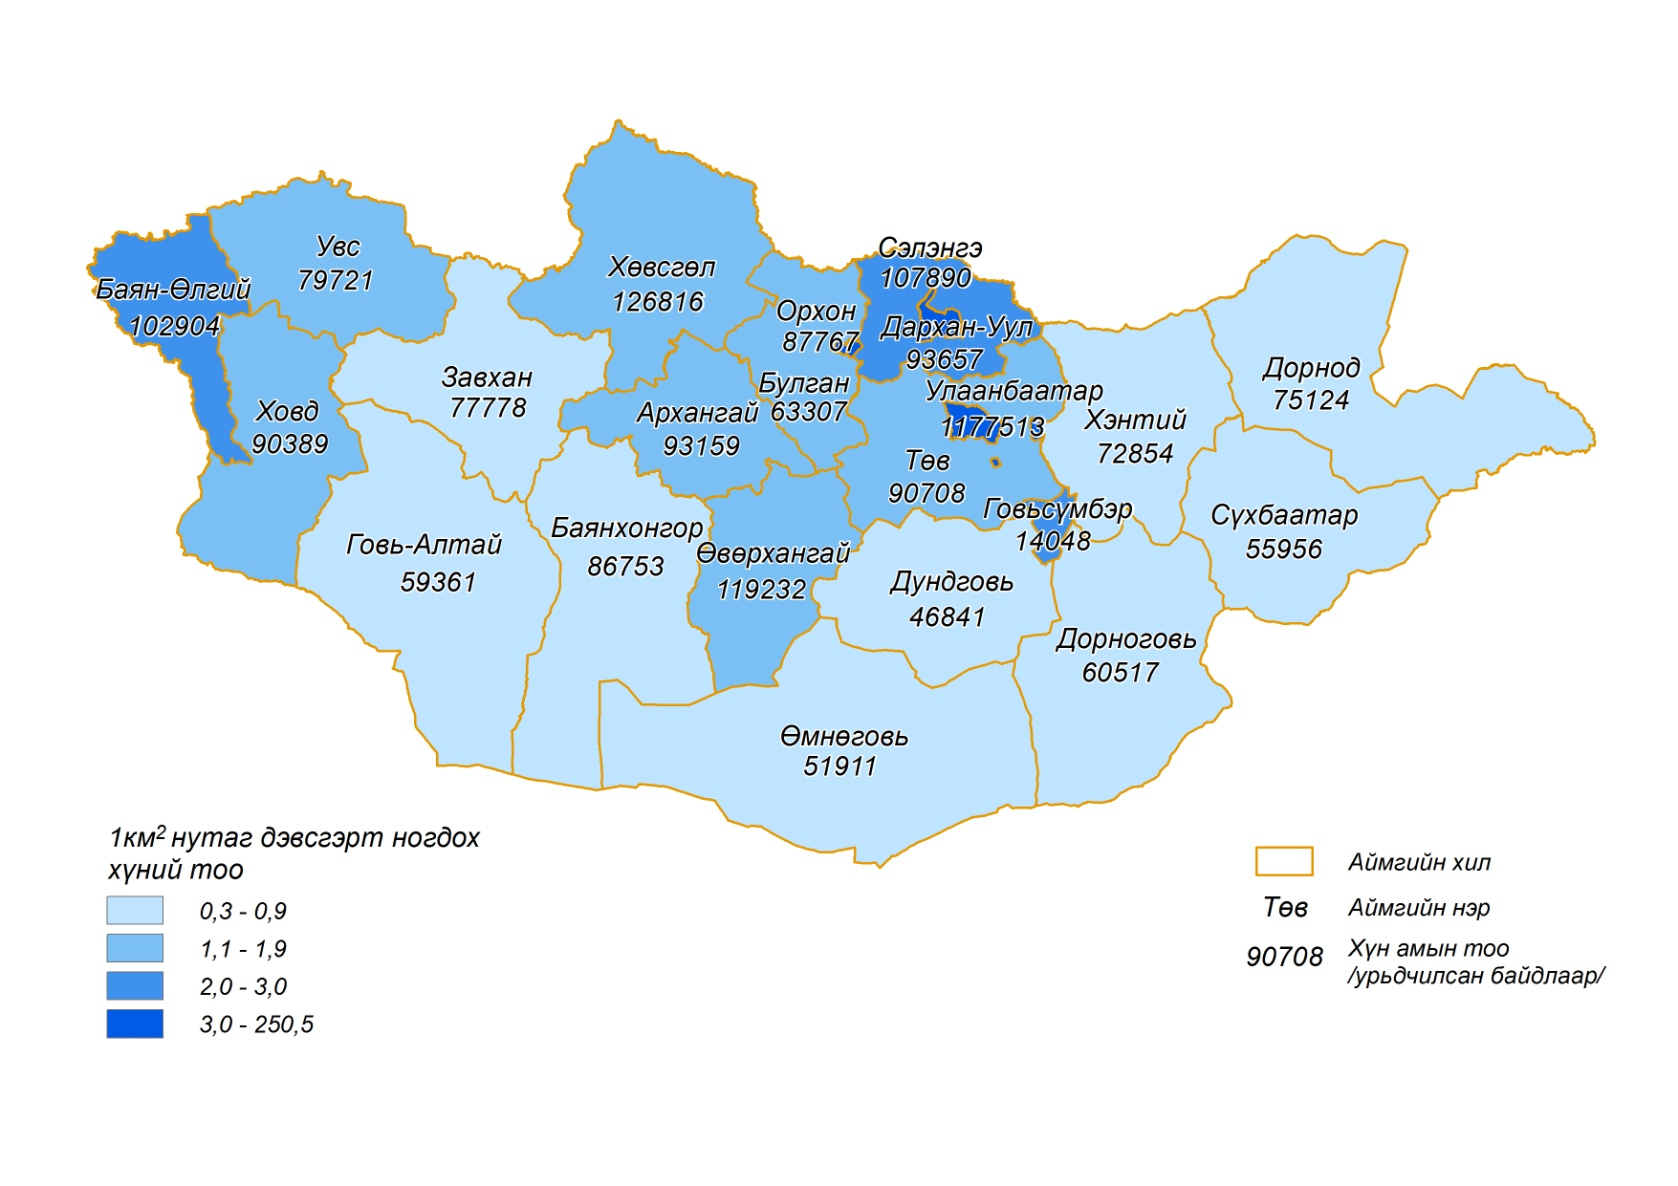 Увс
79721
Баян-Өлгий
102904
Ховд
90389
Завхан
77778
Хөвсгөл
126816
Орхон
87767
Сэлэнгэ
107890
Дархан-Уул
93657
Булган
63307
Архангай
93159
Улаанбаатар
1177513
Төв
90708
Хэнтий
72854
Дорнод
75124
Сүхбаатар
55956
Говьсүмбэр
14048
Говь-Алтай
59361
Баянхонгор
86753
Өвөрхангай
119232
Дундговь
46841
Дорноговь
60517
Өмнөговь
51911
1км² нутаг дэвсгэрт ногдох
хүний тоо
0,3 - 0,9
1,1 - 1,9
2,0 - 3,0
3,0 - 250,5
Аймгийн хил
Төв Аймгийн нэр
90708 Хүн амын тоо
/урьдчилсан байдлаар/